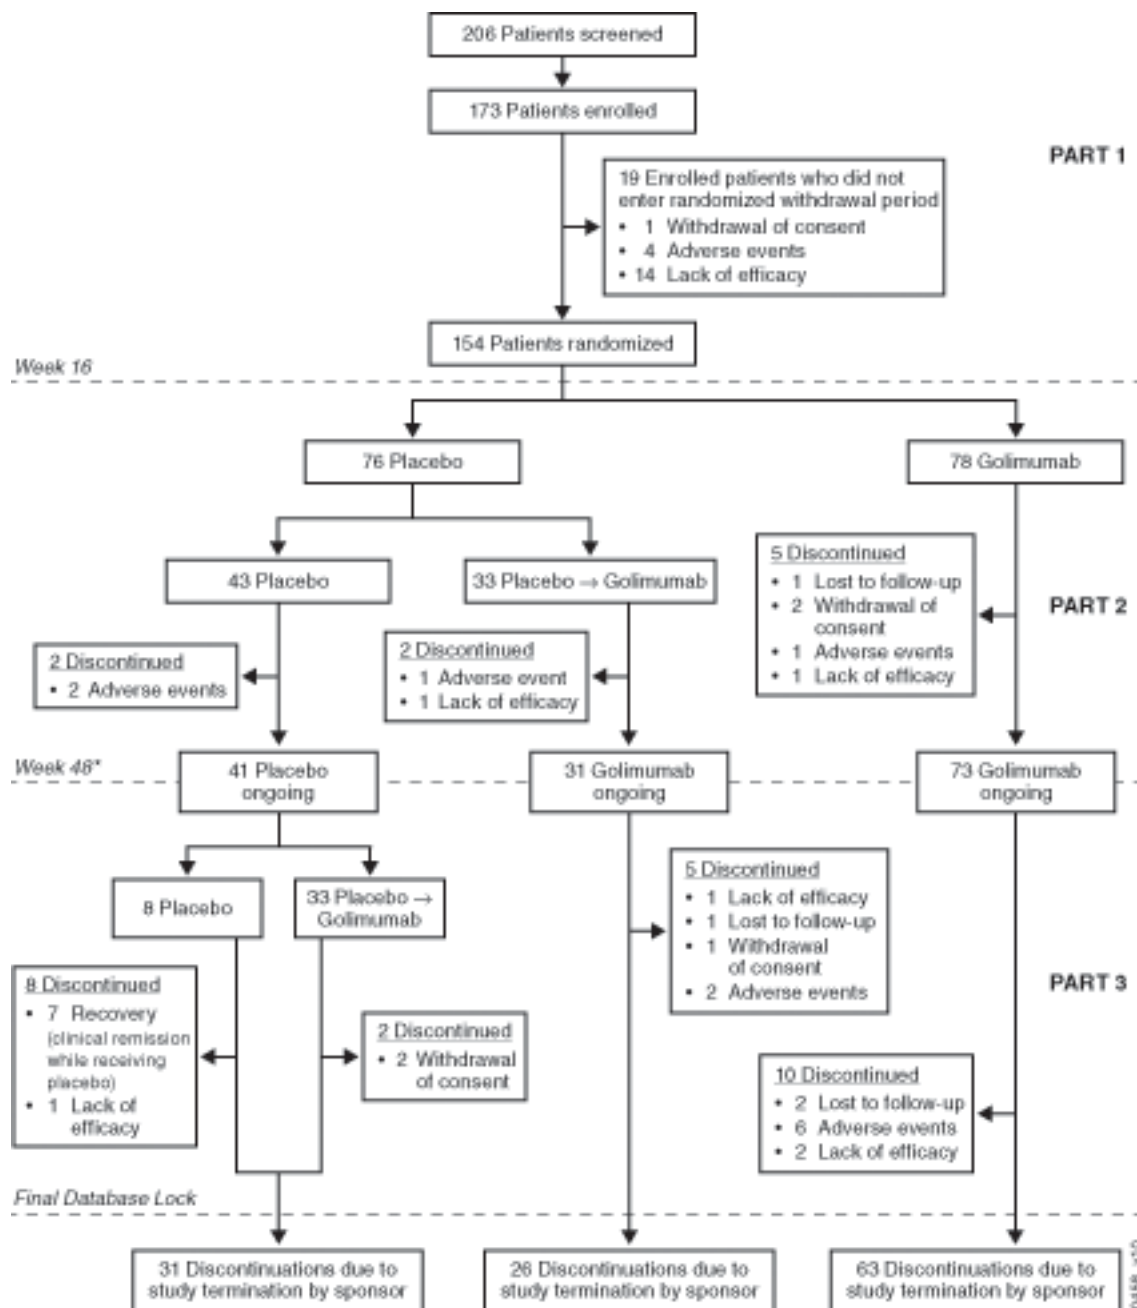 206 Patients screened
173 Patients enrolled
PART 1
19 Enrolled patients who did not
enter randomized withdrawal period
• 1 Withdrawal of consent
• 4 Adverse events
• 14 Lack of efficacy
154 Patients randomized
Week 16
76 Placebo
78 Golimumab
43 Placebo
33 Placebo → Golimumab
5 Discontinued
• 1 Lost to follow-up
• 2 Withdrawal of
consent
• 1 Adverse events
• 1 Lack of efficacy
PART 2
2 Discontinued
• 2 Adverse events
2 Discontinued
• 1 Adverse event
• 1 Lack of efficacy
Week 48*
41 Placebo
ongoing
31 Golimumab
ongoing
73 Golimumab
ongoing
8 Placebo
33 Placebo →
Golimumab
5 Discontinued
• 1 Lack of efficacy
• 1 Lost to follow-up
• 1 Withdrawal
of consent
• 2 Adverse events
PART 3
8 Discontinued
• 7 Recovery
(clinical remission
while receiving
placebo)
• 1 Lack of
efficacy
2 Discontinued
• 2 Withdrawal
of consent
10 Discontinued
• 2 Lost to follow-up
• 6 Adverse events
• 2 Lack of efficacy
Final Database Lock
31 Discontinuations due to
study termination by sponsor
26 Discontinuations due to
study termination by sponsor
63 Discontinuations due to
study termination by sponsor